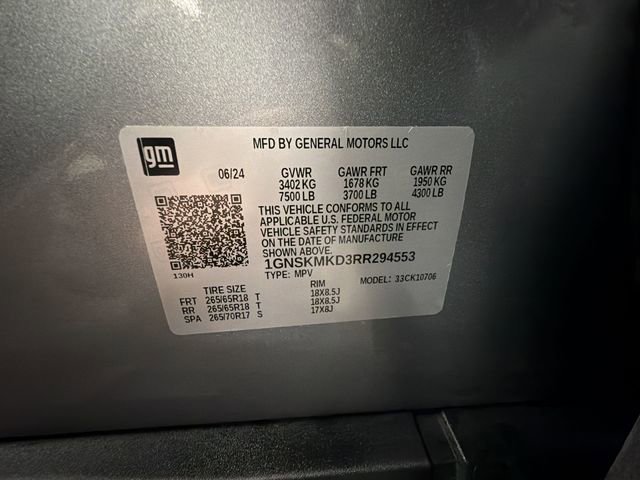 gm
MFD BY GENERAL MOTORS LLC
06/24 GVWR GAWR FRT GAWR RR
3402 KG 1678 KG 1950 KG
7500 LB 3700 LB 4300 LB
THIS VEHICLE CONFORMS TO ALL
APPLICABLE U.S. FEDERAL MOTOR
VEHICLE SAFETY STANDARDS IN EFFECT
ON THE DATE OF MANUFACTURE
SHOWN ABOVE.
1GNSKMKD3RR294553
130H TYPE: MPV MODEL: 33CK10706
TIRE SIZE RIM
FRT 265/65R18 T 18X8.5J
RR 265/65R18 T 18X8.5J
SPA 265/70R17 S 17X8J